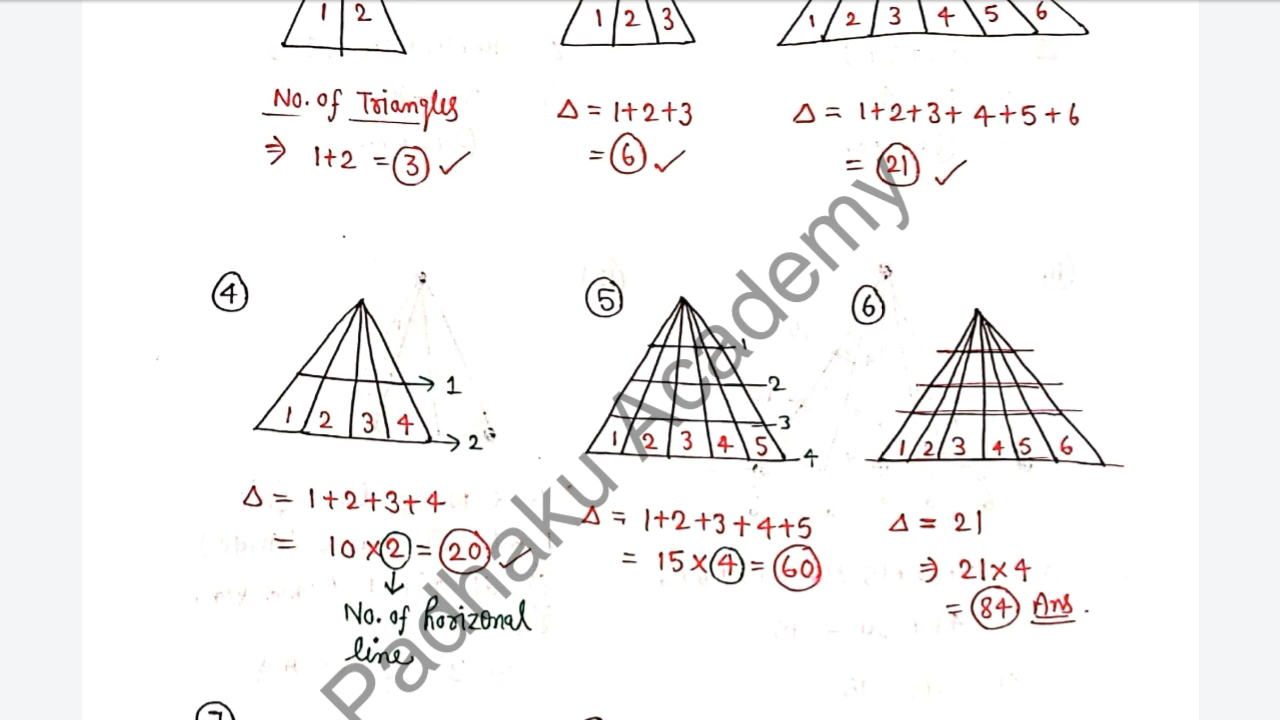 1 2
1 2 3
1 2 3 4 5 6
No. of Triangles
⇒ 1+2 = 3 ✓
Δ = 1+2+3
= 6 ✓
Δ = 1+2+3+ 4+5+6
= 21 ✓
4
1
1 2 3 4
2
Δ = 1+2+3+4
= 10 ×2 = 20 ✓
No. of horizonal
line
5
1
2
3
1 2 3 4 5
4
Δ = 1+2+3+4+5
= 15 ×4 = 60
6
1 2 3 4 5 6
Δ = 21
⇒ 21×4
= 84 Ans.
7
Padhaku Academy